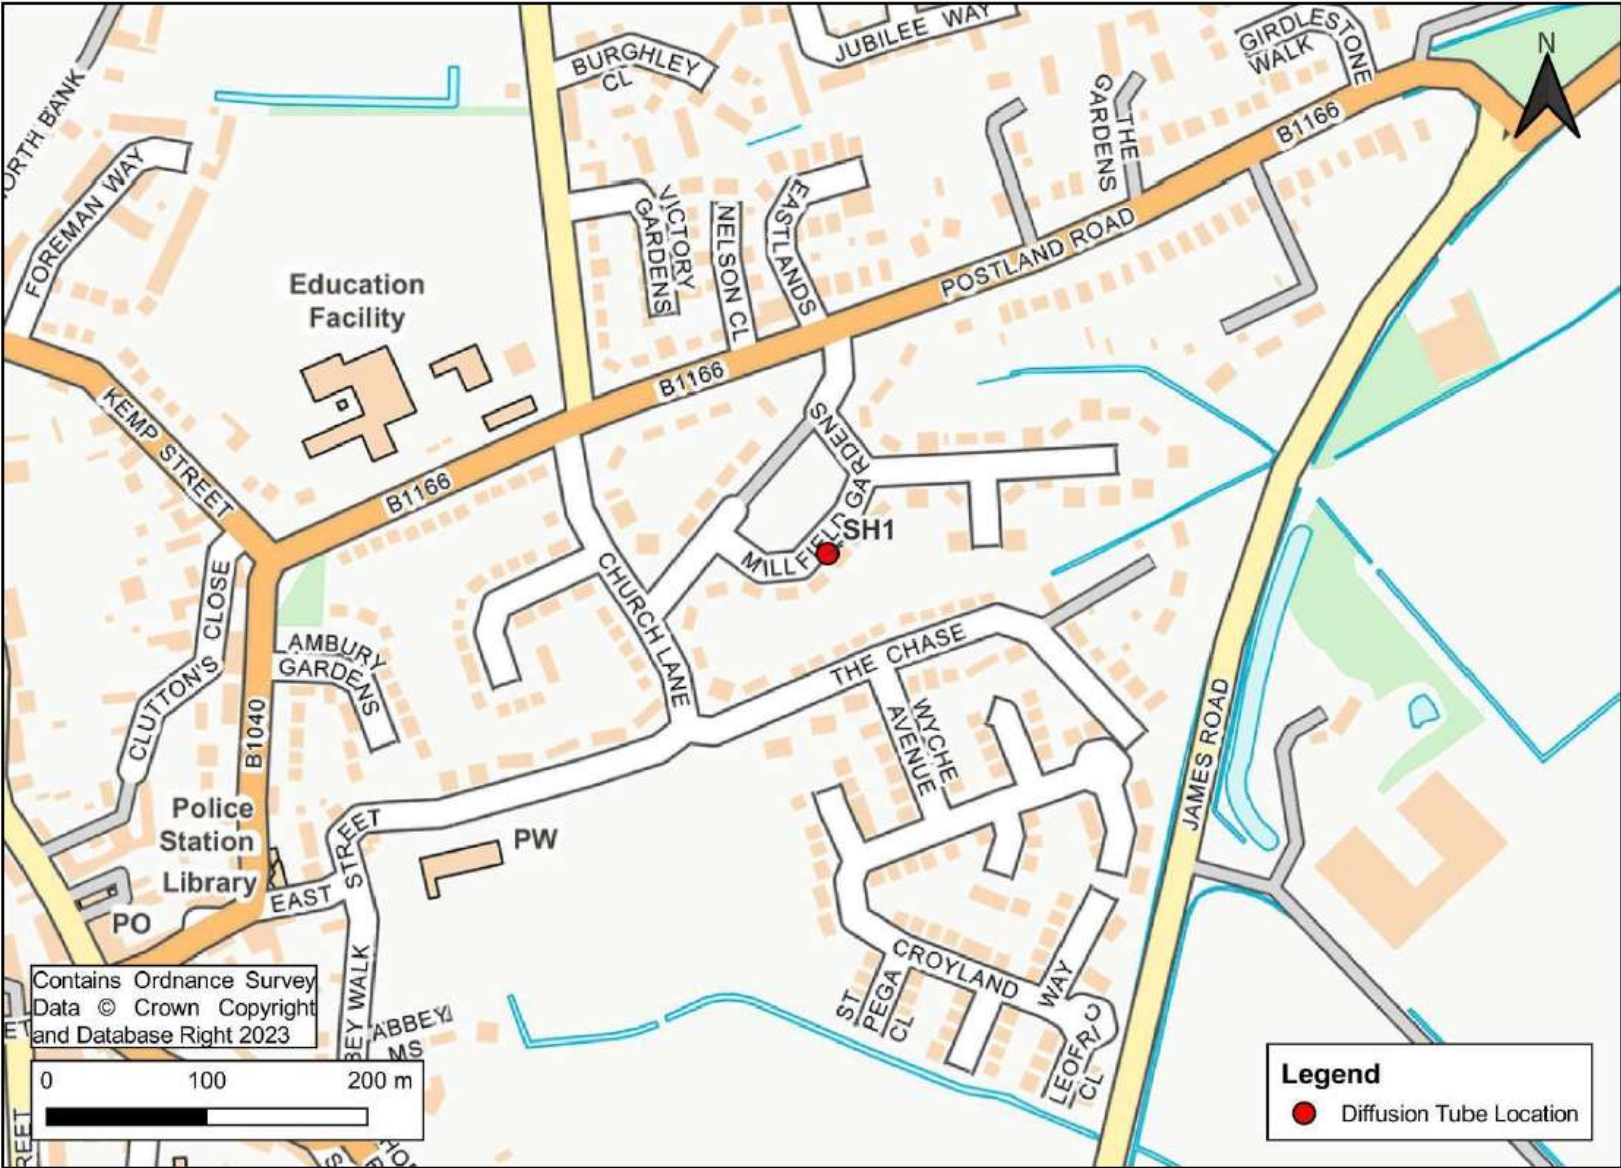 JUBILEE WAY
BURGHLEY
CL
GIRDLESTONE
WALK
N
THE
GARDENS
B1166
FOREMAN WAY
VICTORY
GARDENS
NELSON CL
EASTLANDS
POSTLAND ROAD
Education
Facility
B1166
KEMP STREET
B1166
MILLFIELD GARDENS
SH1
CHURCH LANE
CLUTTON'S CLOSE
AMBURY
GARDENS
THE CHASE
WYCHE
AVENUE
B1040
JAMES ROAD
Police
Station
Library
PO
EAST STREET
PW
CROYLAND WAY
ST
PEGA
CL
LEOFRIC
CL
ABBEY
MS
Contains Ordnance Survey
Data © Crown Copyright
and Database Right 2023
0 100 200 m
Legend
Diffusion Tube Location